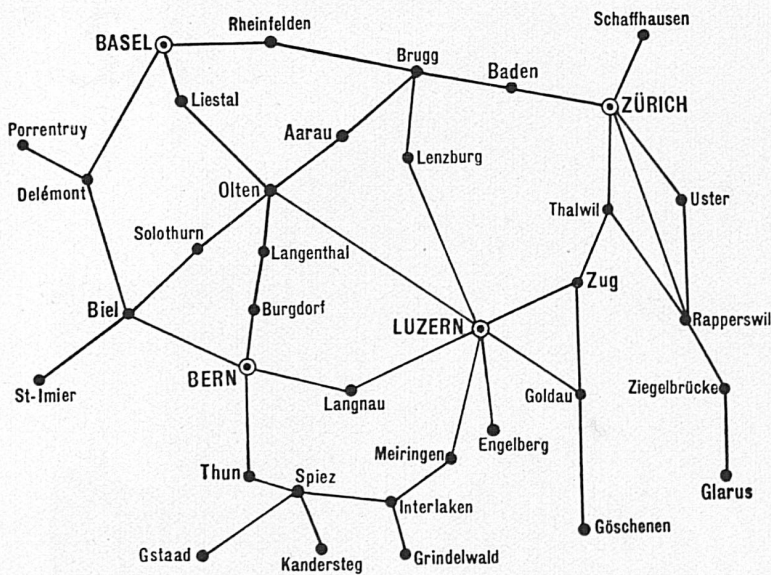 Schaffhausen
BASEL
Rheinfelden
Brugg
Baden
ZÜRICH
Liestal
Aarau
Porrentruy
Lenzburg
Delémont
Olten
Thalwil
Uster
Solothurn
Langenthal
Zug
Biel
Burgdorf
LUZERN
Rapperswil
BERN
St-Imier
Langnau
Goldau
Ziegelbrücke
Engelberg
Meiringen
Thun
Spiez
Glarus
Interlaken
Göschenen
Gstaad
Kandersteg
Grindelwald